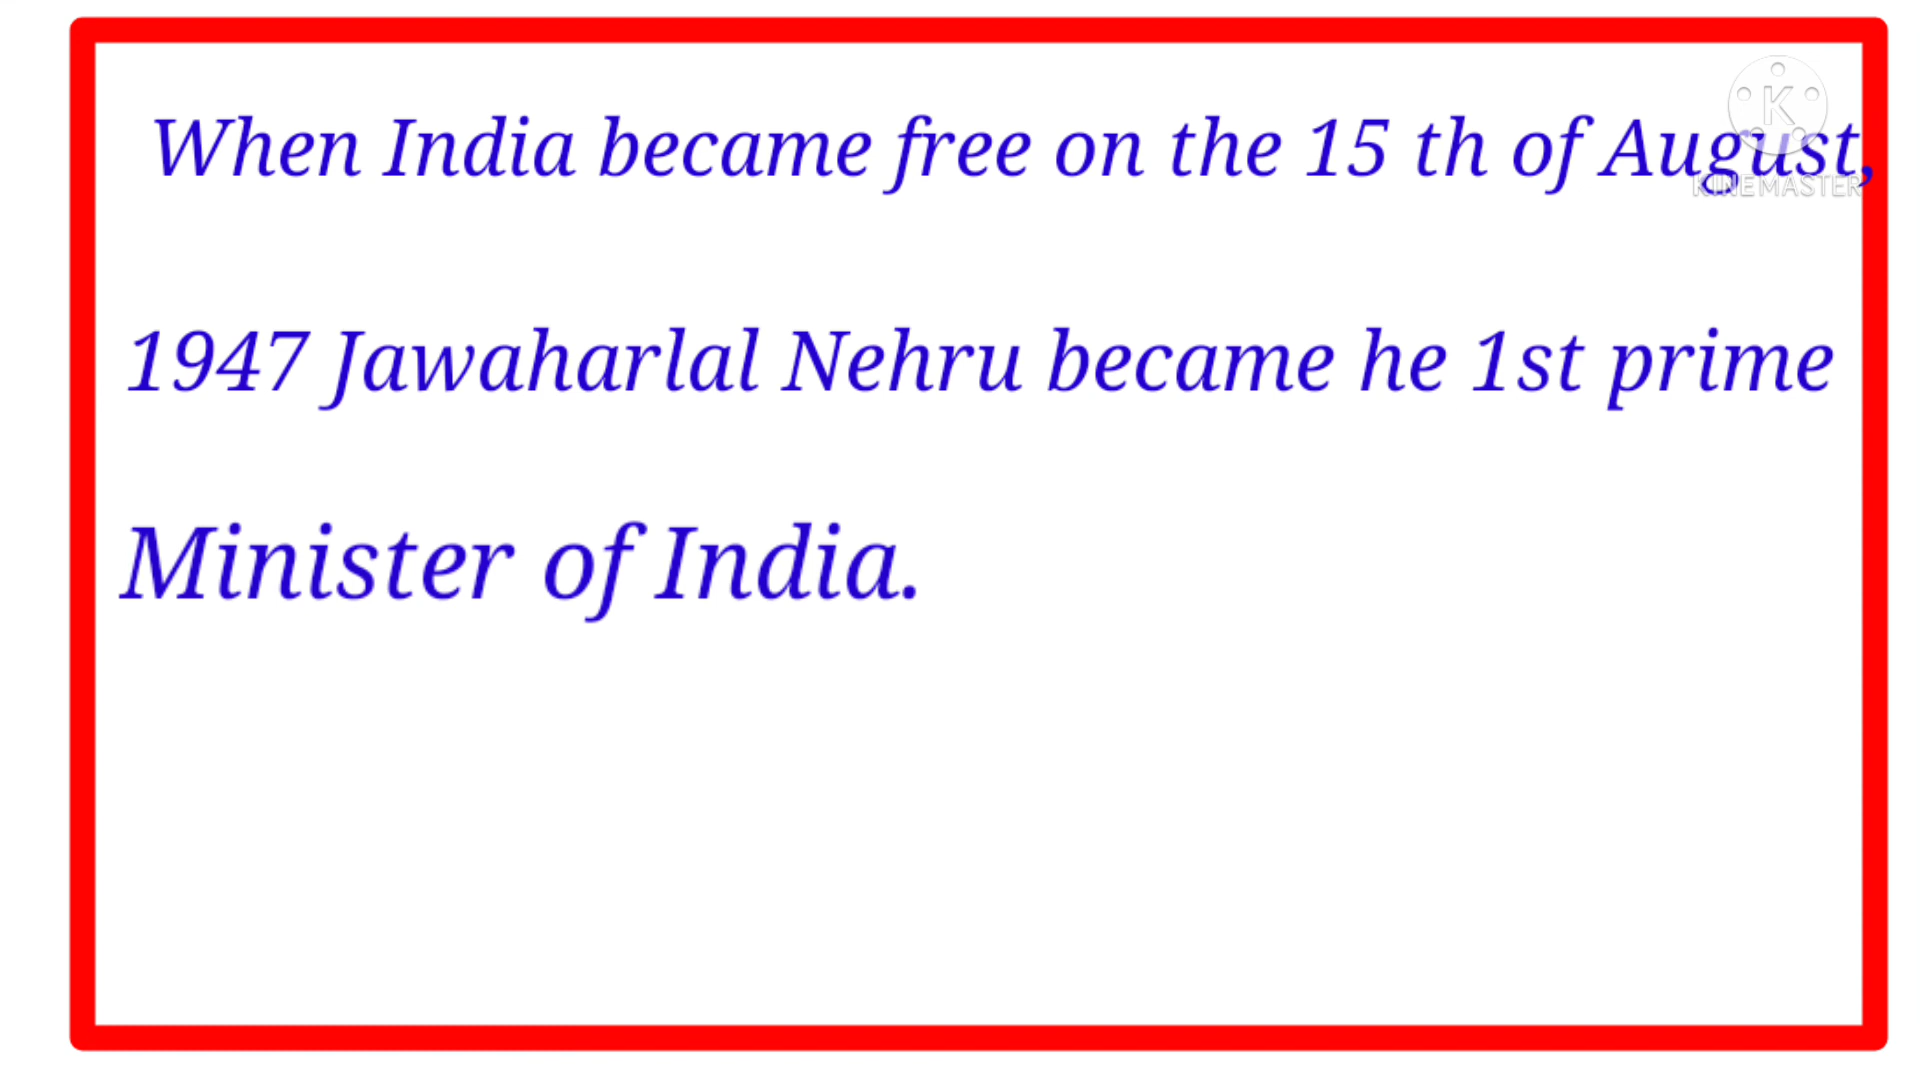 When India became free on the 15 th of August,
KINEMASTER
1947 Jawaharlal Nehru became he 1st prime
Minister of India.